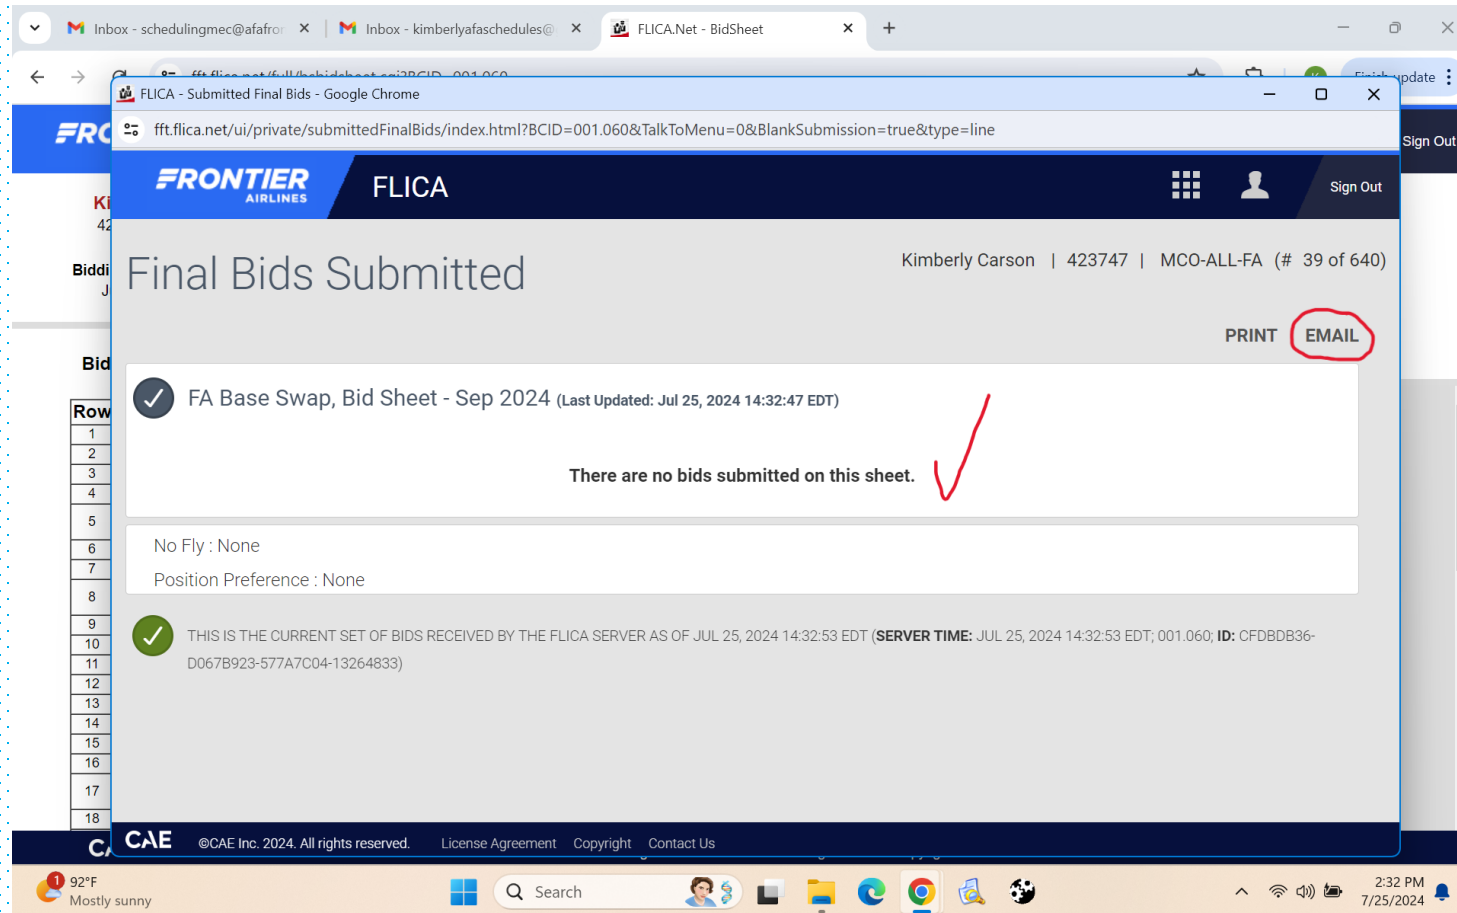 Inbox - schedulingmec@afafror
Inbox - kimberlyafaschedules@
FLICA.Net - BidSheet
Finish update
FLICA - Submitted Final Bids - Google Chrome
fft.flica.net/ui/private/submittedFinalBids/index.html?BCID=001.060&TalkToMenu=0&BlankSubmission=true&type=line
Sign Out
FRONTIER
AIRLINES
FLICA
Sign Out
Final Bids Submitted
Kimberly Carson | 423747 | MCO-ALL-FA (# 39 of 640)
PRINT EMAIL
FA Base Swap, Bid Sheet - Sep 2024 (Last Updated: Jul 25, 2024 14:32:47 EDT)
There are no bids submitted on this sheet.
No Fly : None
Position Preference : None
THIS IS THE CURRENT SET OF BIDS RECEIVED BY THE FLICA SERVER AS OF JUL 25, 2024 14:32:53 EDT (SERVER TIME: JUL 25, 2024 14:32:53 EDT; 001.060; ID: CFDBDB36-
D067B923-577A7C04-13264833)
Row
1
2
3
4
5
6
7
8
9
10
11
12
13
14
15
16
17
18
CAE ©CAE Inc. 2024. All rights reserved. License Agreement Copyright Contact Us
1
92°F
Mostly sunny
Search
2:32 PM
7/25/2024